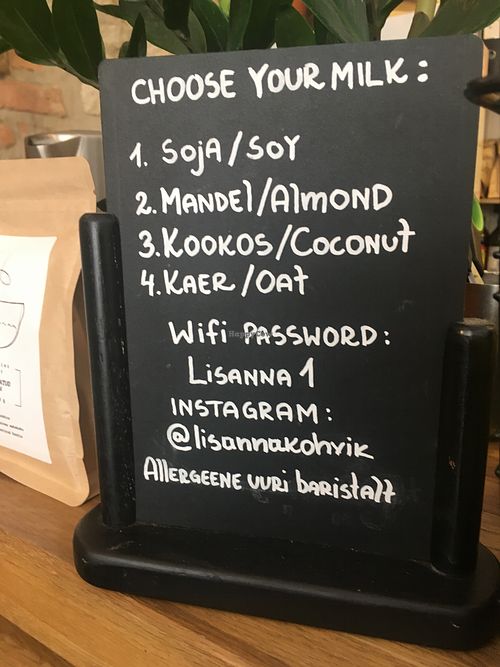 CHOOSE YOUR MILK:
1. SOJA/SOY
2. MANDEL/ALMOND
3. KOOKOS/COCONUT
4. KAER/OAT
WIFI PASSWORD:
LISANNA 1
INSTAGRAM:
@lisannakohvik
ALLERGEENE UURI BARISTALT